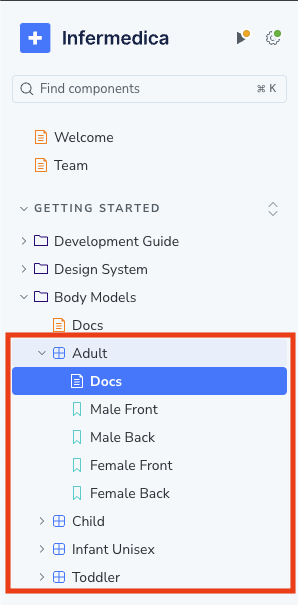 Infermedica
Find components ⌘ K
Welcome
Team
GETTING STARTED
Development Guide
Design System
Body Models
Docs
Adult
Docs
Male Front
Male Back
Female Front
Female Back
Child
Infant Unisex
Toddler